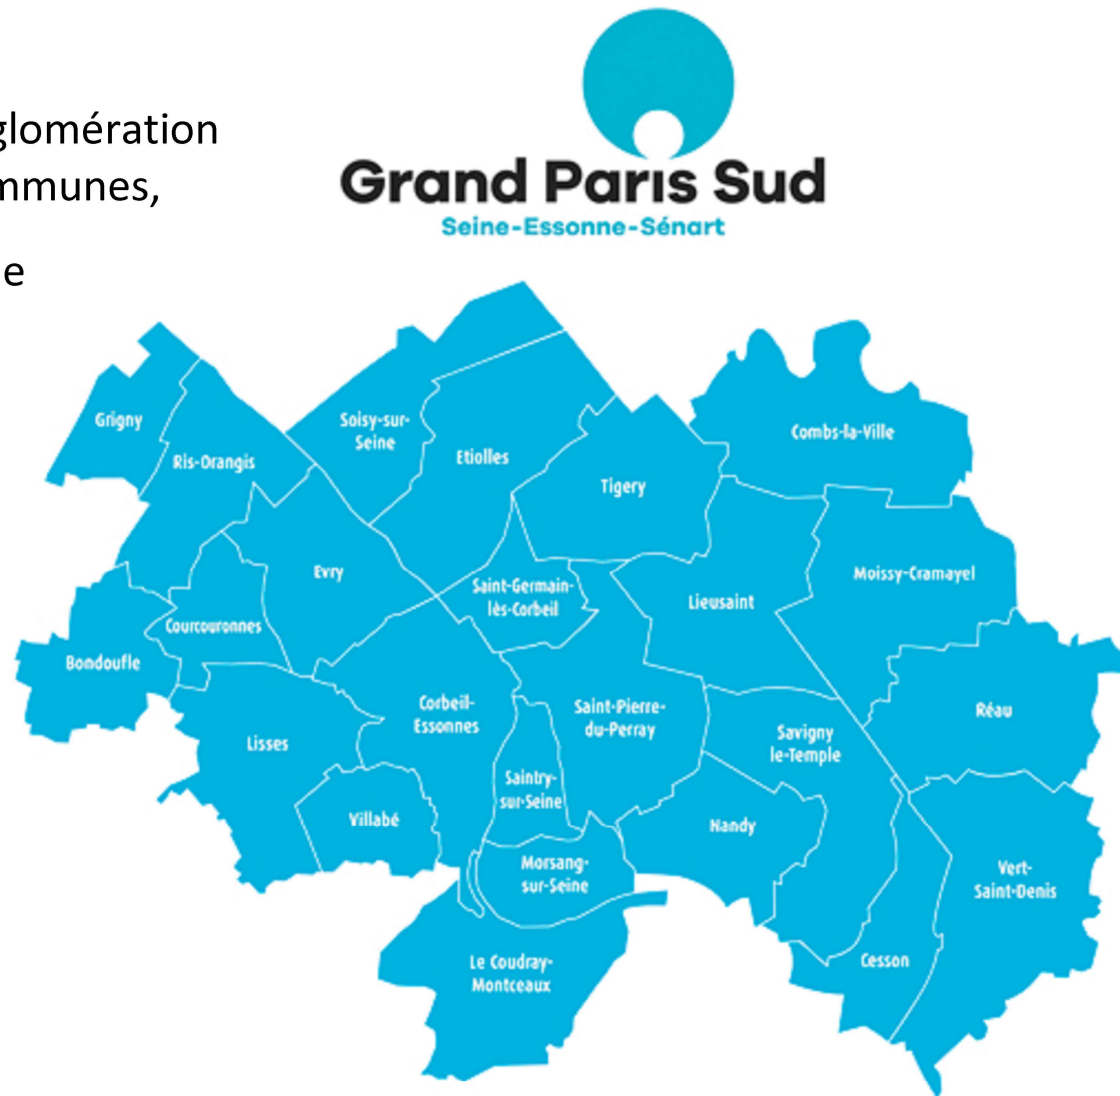 glomération
mmunes,
e
Grand Paris Sud
Seine-Essonne-Sénart
Grigny
Ris-Orangis
Soisy-sur-
Seine
Etiolles
Tigery
Combs-la-Ville
Evry
Saint-Germain-
lès-Corbeil
Lieusaint
Moissy-Cramayel
Courcouronnes
Bondoufle
Lisses
Corbeil-
Essonnes
Saint-Pierre-
du-Perray
Savigny
le-Temple
Réau
Villabé
Saintry-
sur-Seine
Nandy
Morsang-
sur-Seine
Vert-
Saint-Denis
Le Coudray-
Montceaux
Cesson